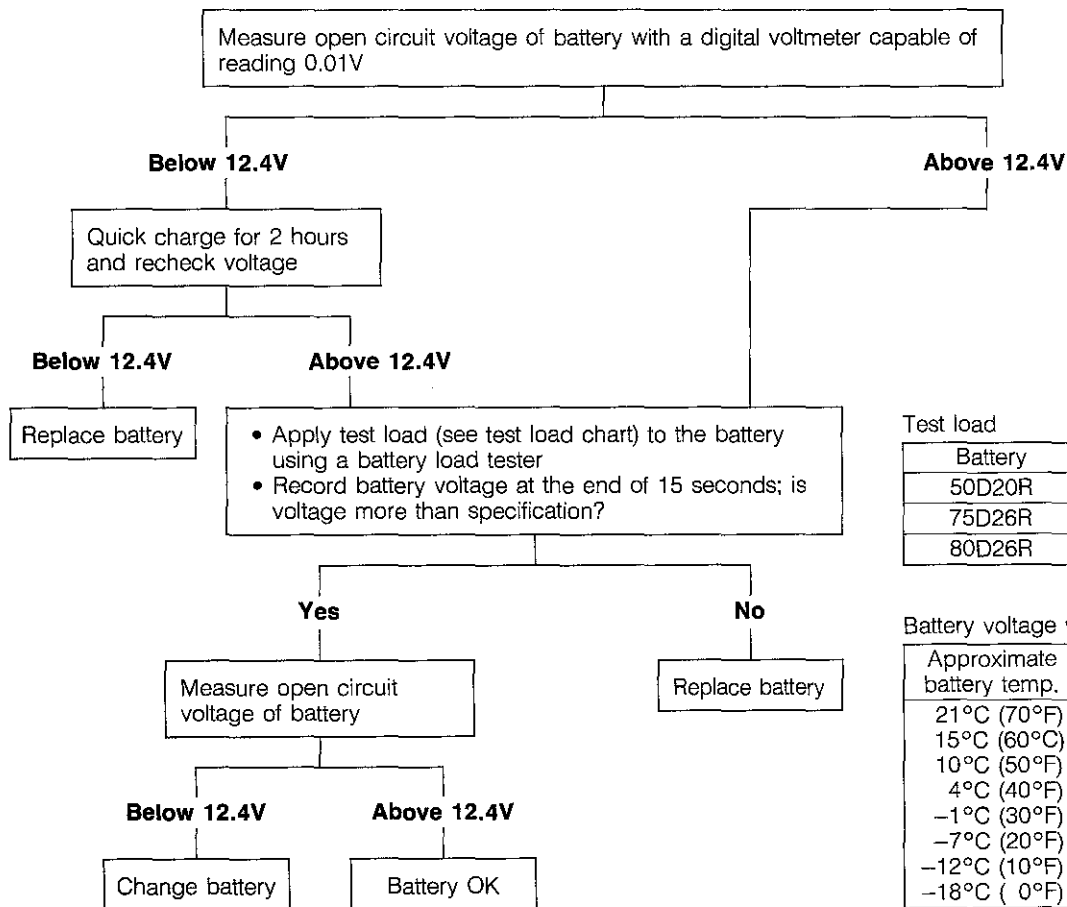 Measure open circuit voltage of battery with a digital voltmeter capable of
reading 0.01V
Below 12.4V
Above 12.4V
Quick charge for 2 hours
and recheck voltage
Below 12.4V
Above 12.4V
Replace battery
• Apply test load (see test load chart) to the battery
using a battery load tester
• Record battery voltage at the end of 15 seconds; is
voltage more than specification?
Yes
No
Measure open circuit
voltage of battery
Replace battery
Below 12.4V
Above 12.4V
Change battery
Battery OK
Test load
Battery
50D20R
75D26R
80D26R
Battery voltage
Approximate
battery temp.
21°C (70°F)
15°C (60°C)
10°C (50°F)
4°C (40°F)
–1°C (30°F)
–7°C (20°F)
–12°C (10°F)
–18°C ( 0°F)